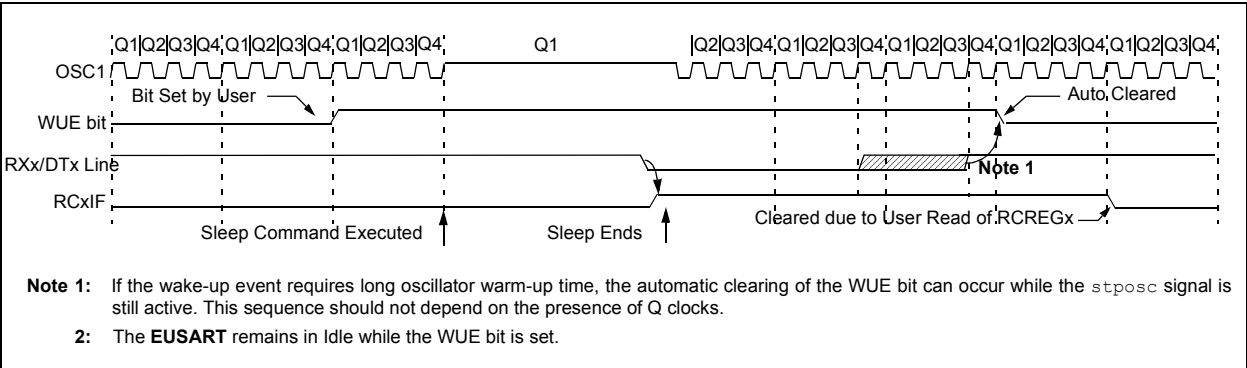 Q1|Q2|Q3|Q4 Q1|Q2|Q3|Q4 Q1|Q2|Q3|Q4 Q1 |Q2|Q3|Q4 Q1|Q2|Q3|Q4 Q1|Q2|Q3|Q4 Q1|Q2|Q3|Q4 Q1|Q2|Q3|Q4
OSC1
Bit Set by User Auto Cleared
WUE bit
RXx/DTx Line
Note 1
RCxIF
Cleared due to User Read of RCREGx
Sleep Command Executed Sleep Ends
Note 1: If the wake-up event requires long oscillator warm-up time, the automatic clearing of the WUE bit can occur while the stposc signal is
still active. This sequence should not depend on the presence of Q clocks.
2: The EUSART remains in Idle while the WUE bit is set.